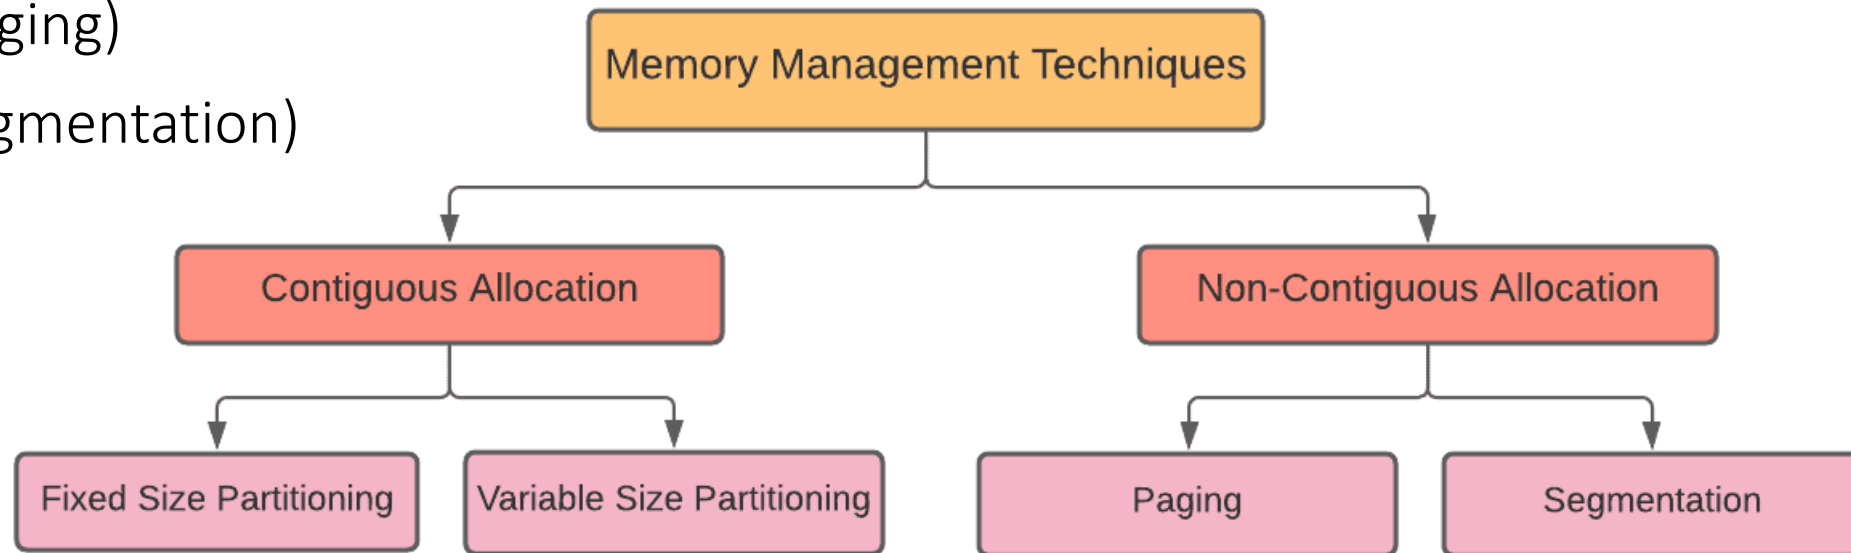 ging)
gmentation)
Memory Management Techniques
Contiguous Allocation
Non-Contiguous Allocation
Fixed Size Partitioning
Variable Size Partitioning
Paging
Segmentation